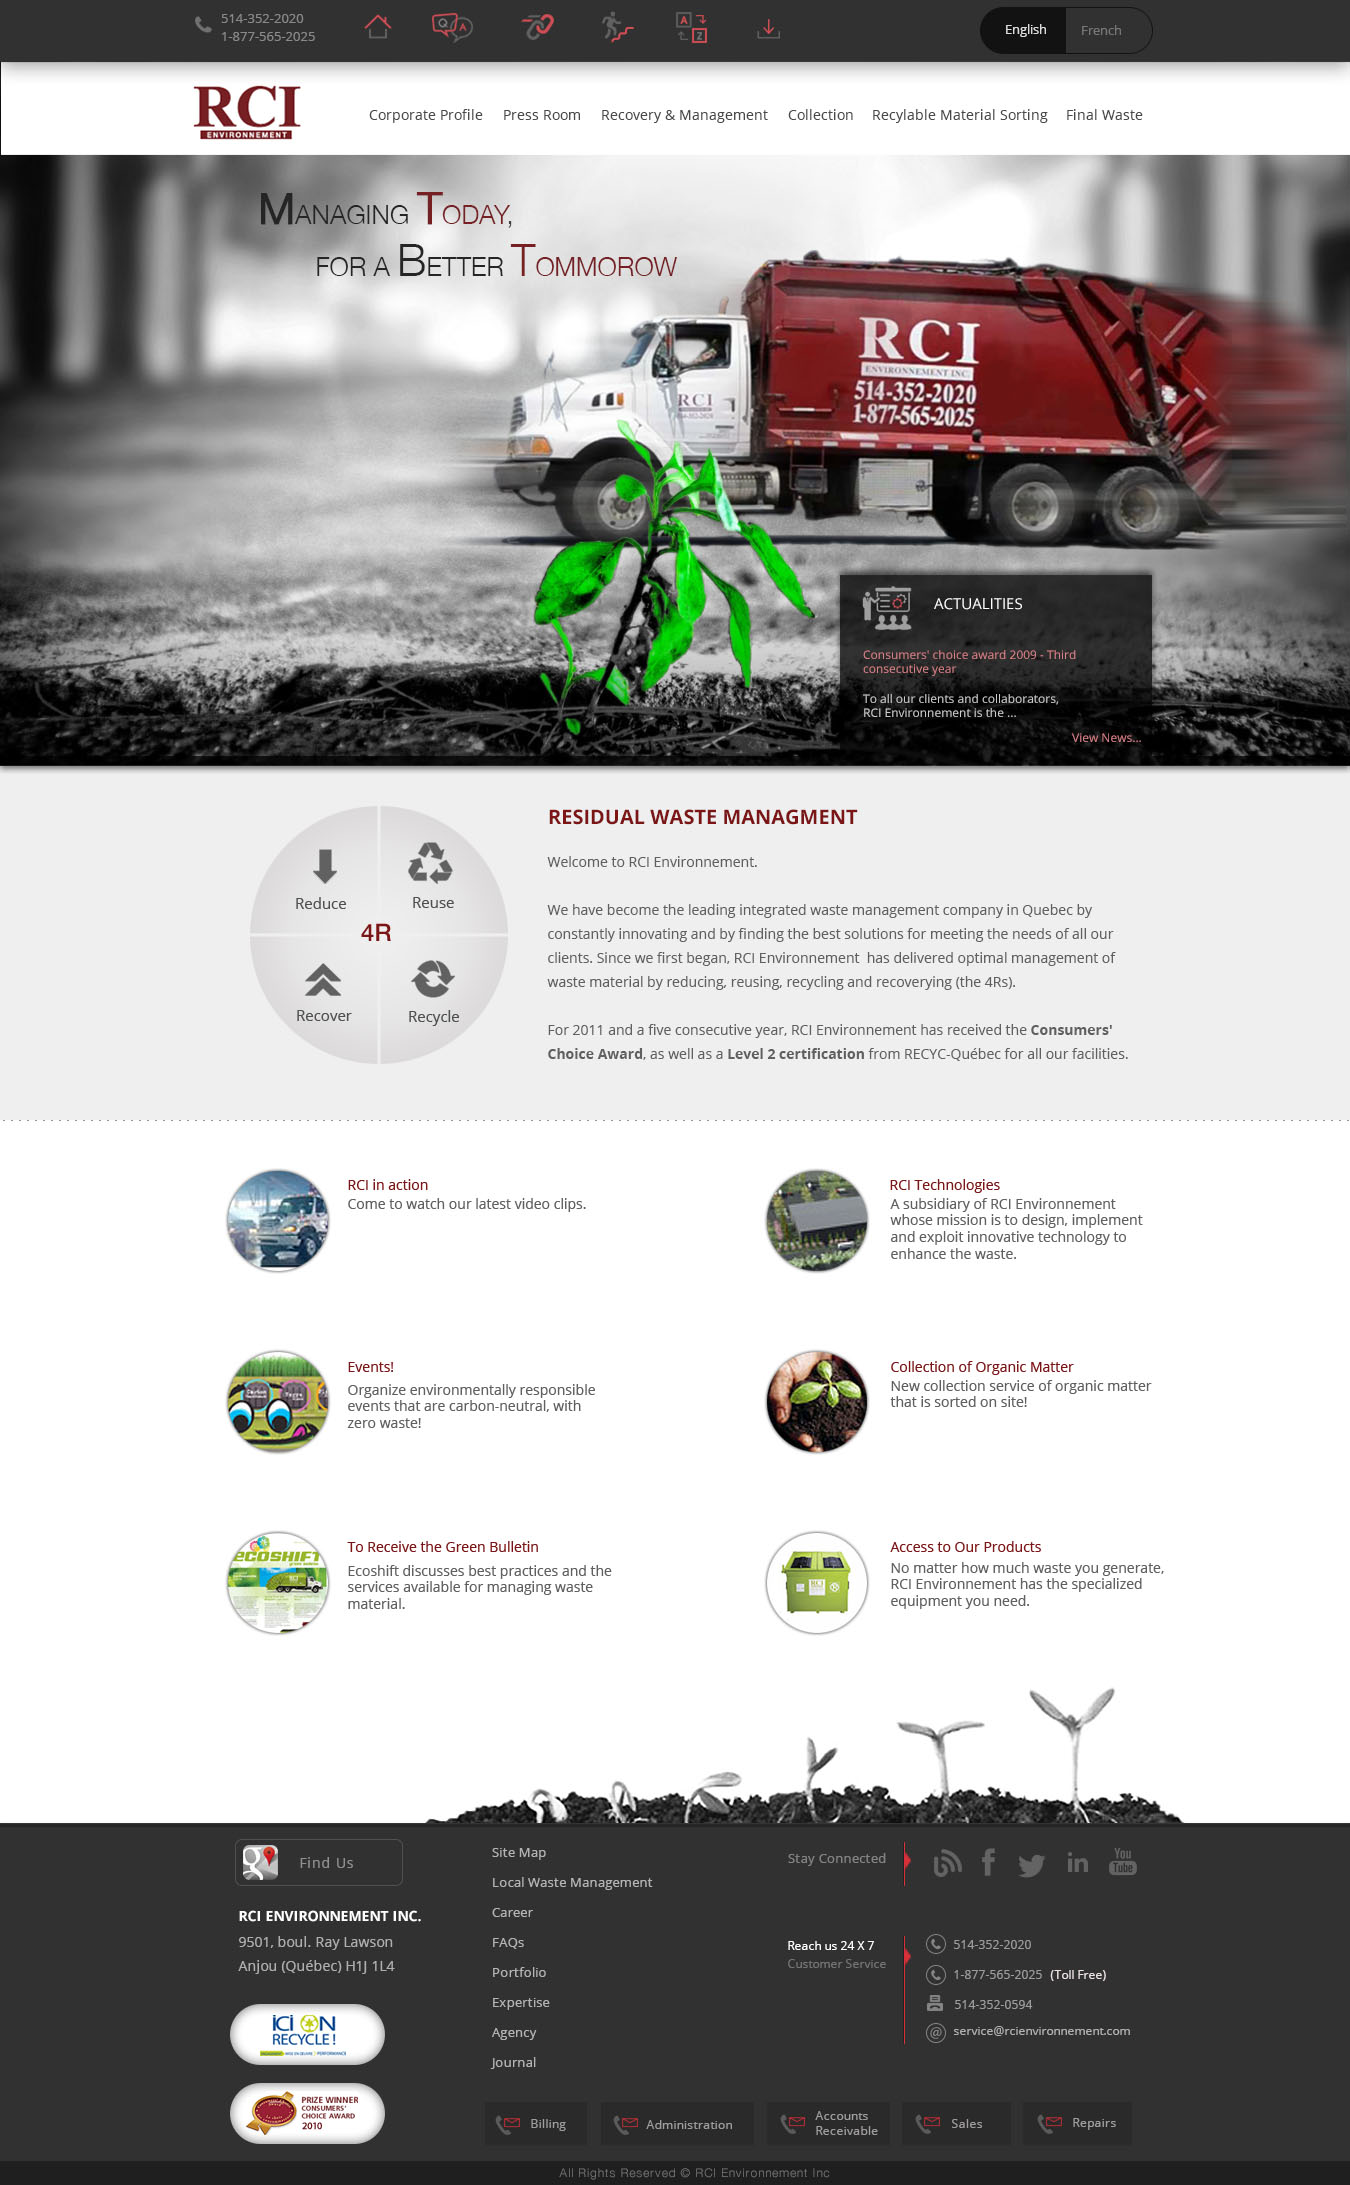 514-352-2020
1-877-565-2025
Q A
A
Z
English
French
RCI
ENVIRONNEMENT
Corporate Profile
Press Room
Recovery & Management
Collection
Recylable Material Sorting
Final Waste
MANAGING TODAY,
FOR A BETTER TOMMOROW
RCI
ENVIRONNEMENT INC.
514-352-2020
1-877-565-2025
RCI
514-352-2020
ACTUALITIES
Consumers' choice award 2009 - Third
consecutive year
To all our clients and collaborators,
RCI Environnement is the ...
View News...
Reduce
Reuse
4R
Recover
Recycle
RESIDUAL WASTE MANAGMENT
Welcome to RCI Environnement.
We have become the leading integrated waste management company in Quebec by
constantly innovating and by finding the best solutions for meeting the needs of all our
clients. Since we first began, RCI Environnement has delivered optimal management of
waste material by reducing, reusing, recycling and recoverying (the 4Rs).
For 2011 and a five consecutive year, RCI Environnement has received the Consumers'
Choice Award, as well as a Level 2 certification from RECYC-Québec for all our facilities.
RCI in action
Come to watch our latest video clips.
RCI Technologies
A subsidiary of RCI Environnement
whose mission is to design, implement
and exploit innovative technology to
enhance the waste.
Events!
Organize environmentally responsible
events that are carbon-neutral, with
zero waste!
Collection of Organic Matter
New collection service of organic matter
that is sorted on site!
ECOSHIFT
To Receive the Green Bulletin
Ecoshift discusses best practices and the
services available for managing waste
material.
RCI
Access to Our Products
No matter how much waste you generate,
RCI Environnement has the specialized
equipment you need.
Find Us
RCI ENVIRONNEMENT INC.
9501, boul. Ray Lawson
Anjou (Québec) H1J 1L4
iCi ON
RECYCLE !
PERFORMANCE
PRIZE WINNER
CONSUMERS'
CHOICE AWARD
2010
Site Map
Local Waste Management
Career
FAQs
Portfolio
Expertise
Agency
Journal
Stay Connected
f
in
You
Tube
Reach us 24 X 7
Customer Service
514-352-2020
1-877-565-2025 (Toll Free)
514-352-0594
@ service@rcienvironnement.com
Billing
Administration
Accounts
Receivable
Sales
Repairs
All Rights Reserved © RCI Environnement Inc